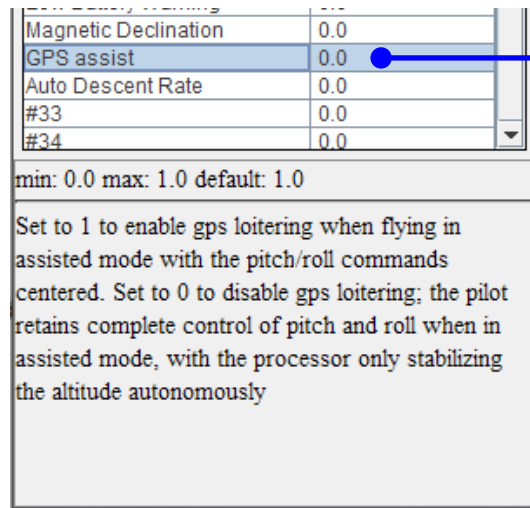 Magnetic Declination 0.0
GPS assist 0.0
Auto Descent Rate 0.0
#33 0.0
#34 0.0
min: 0.0 max: 1.0 default: 1.0
Set to 1 to enable gps loitering when flying in
assisted mode with the pitch/roll commands
centered. Set to 0 to disable gps loitering; the pilot
retains complete control of pitch and roll when in
assisted mode, with the processor only stabilizing
the altitude autonomously